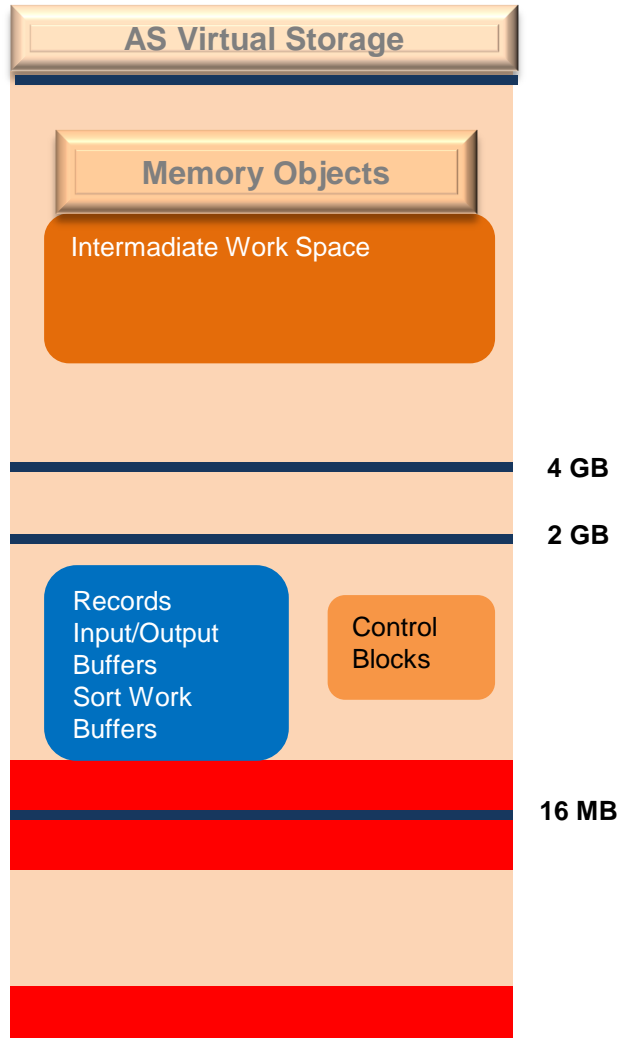 AS Virtual Storage
Memory Objects
Intermadiate Work Space
4 GB
2 GB
Records
Input/Output
Buffers
Sort Work
Buffers
Control
Blocks
16 MB